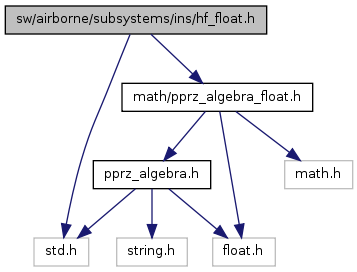 sw/airborne/subsystems/ins/hf_float.h
math/pprz_algebra_float.h
pprz_algebra.h
math.h
std.h
string.h
float.h